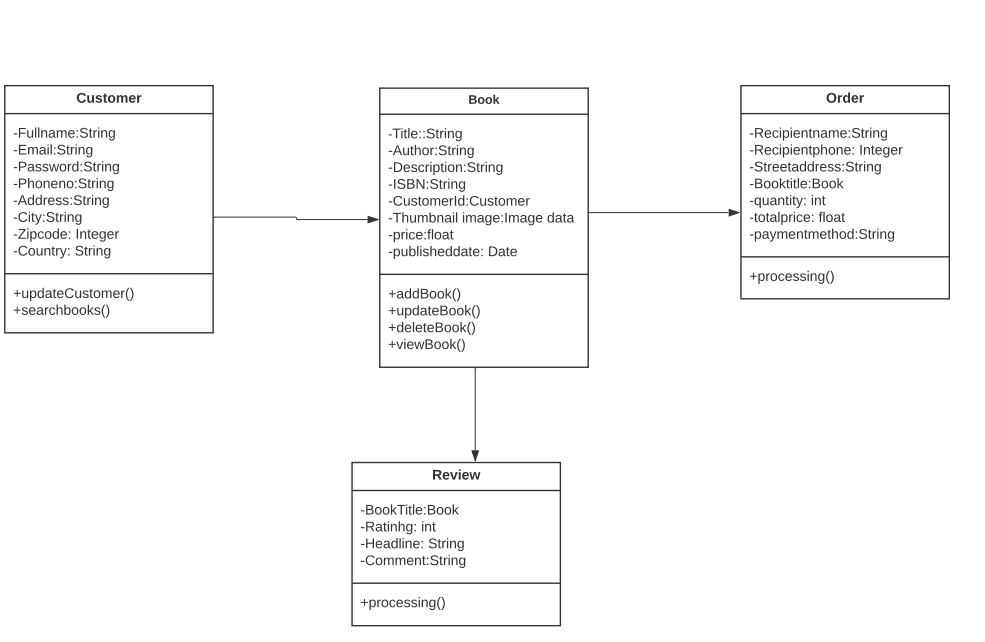 Customer
-Fullname:String
-Email:String
-Password:String
-Phoneno:String
-Address:String
-City:String
-Zipcode: Integer
-Country: String
+updateCustomer()
+searchbooks()
Book
-Title::String
-Author:String
-Description:String
-ISBN:String
-CustomerId:Customer
-Thumbnail image:Image data
-price:float
-publisheddate: Date
+addBook()
+updateBook()
+deleteBook()
+viewBook()
Order
-Recipientname:String
-Recipientphone: Integer
-Streetaddress:String
-Booktitle:Book
-quantity: int
-totalprice: float
-paymentmethod:String
+processing()
Review
-BookTitle:Book
-Ratinhg: int
-Headline: String
-Comment:String
+processing()